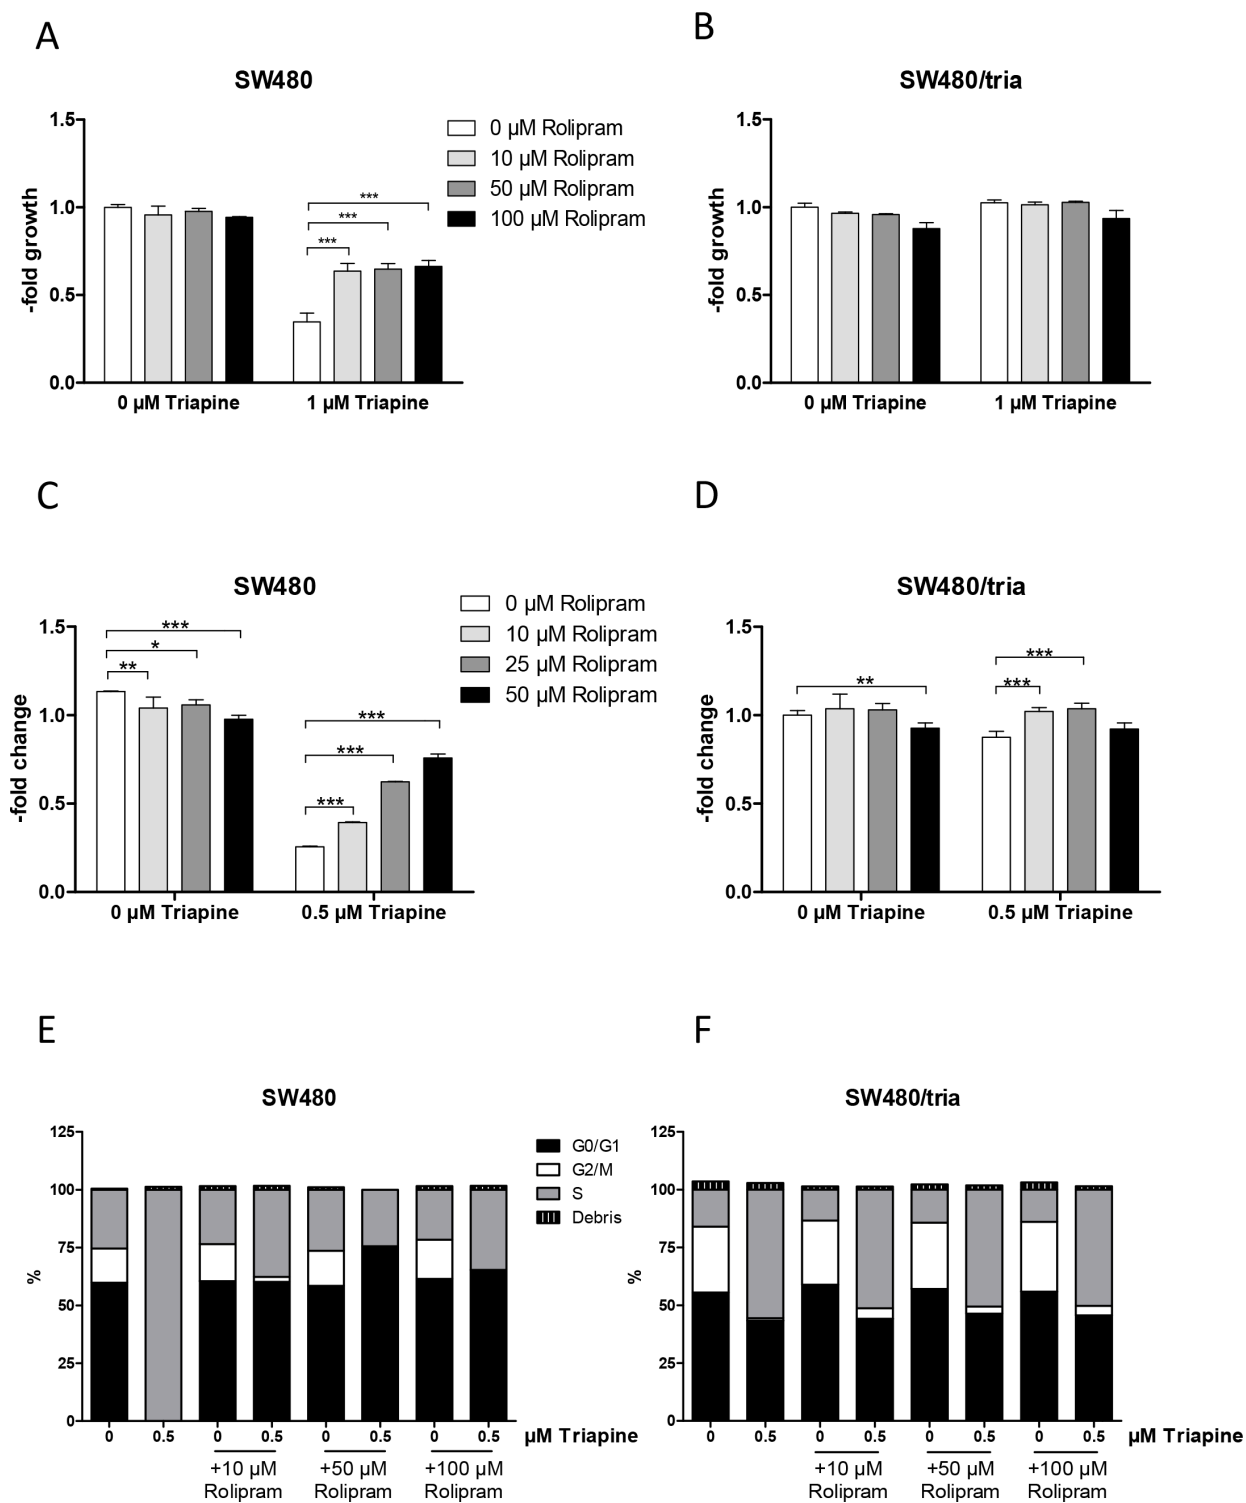 A
B
SW480
SW480/tria
0 µM Rolipram
10 µM Rolipram
50 µM Rolipram
100 µM Rolipram
-fold growth
1.5
1.0
0.5
0.0
***
***
***
0 µM Triapine
1 µM Triapine
-fold growth
1.5
1.0
0.5
0.0
0 µM Triapine
1 µM Triapine
C
D
SW480
SW480/tria
0 µM Rolipram
10 µM Rolipram
25 µM Rolipram
50 µM Rolipram
-fold change
1.5
1.0
0.5
0.0
***
*
**
***
***
***
0 µM Triapine
0.5 µM Triapine
-fold change
1.5
1.0
0.5
0.0
**
***
***
0 µM Triapine
0.5 µM Triapine
E
F
SW480
SW480/tria
G0/G1
G2/M
S
Debris
%
125
100
75
50
25
0
0 0.5 0 0.5 0 0.5 0 0.5 µM Triapine
+10 µM Rolipram
+50 µM Rolipram
+100 µM Rolipram
%
125
100
75
50
25
0
0 0.5 0 0.5 0 0.5 0 0.5 µM Triapine
+10 µM Rolipram
+50 µM Rolipram
+100 µM Rolipram